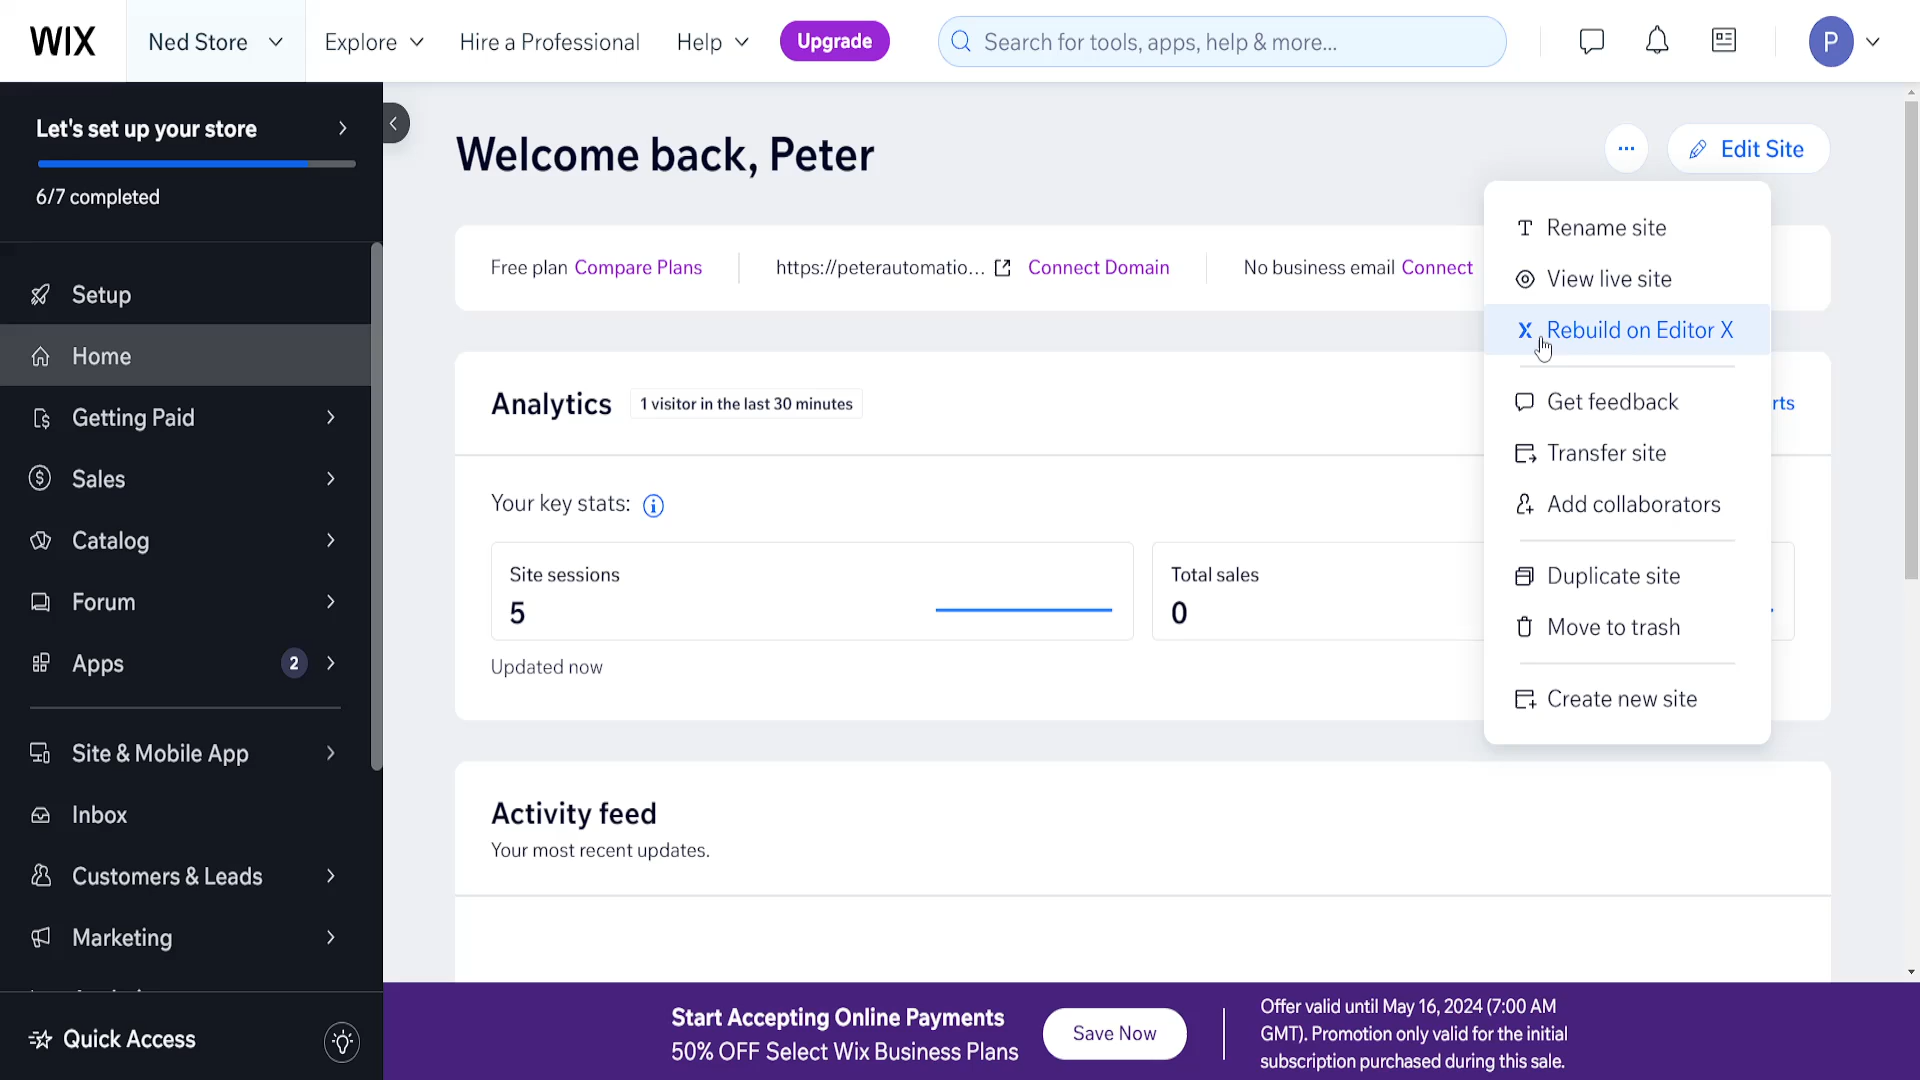 WIX
Ned Store
Explore
Hire a Professional
Help
Upgrade
Search for tools, apps, help & more...
P
Let's set up your store
6/7 completed
Setup
Home
Getting Paid
Sales
Catalog
Forum
Apps
2
Site & Mobile App
Inbox
Customers & Leads
Marketing
Quick Access
Welcome back, Peter
Edit Site
Free plan Compare Plans
https://peterautomatio... Connect Domain
No business email Connect
Rename site
View live site
Rebuild on Editor X
Get feedback
Transfer site
Add collaborators
Duplicate site
Move to trash
Create new site
Analytics
1 visitor in the last 30 minutes
rts
Your key stats:
Site sessions
5
Total sales
0
Updated now
Activity feed
Your most recent updates.
Start Accepting Online Payments
50% OFF Select Wix Business Plans
Save Now
Offer valid until May 16, 2024 (7:00 AM
GMT). Promotion only valid for the initial
subscription purchased during this sale.